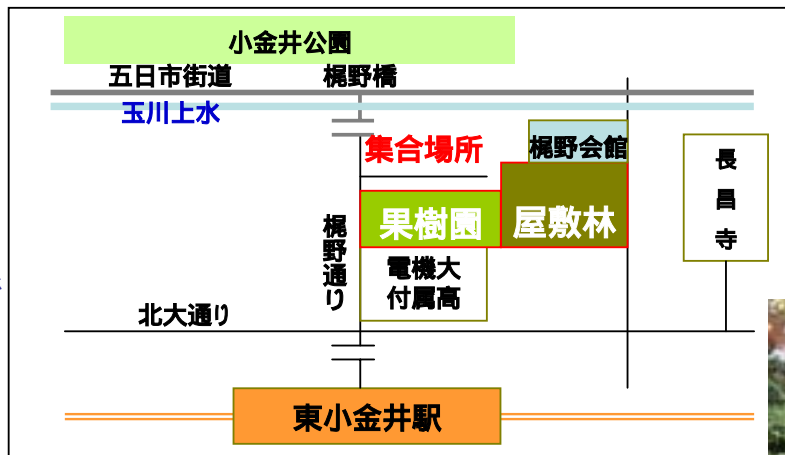 小金井公園
五日市街道
梶野橋
玉川上水
集合場所
梶野会館
長昌寺
果樹園
屋敷林
梶野通り
電機大
付属高
北大通り
東小金井駅